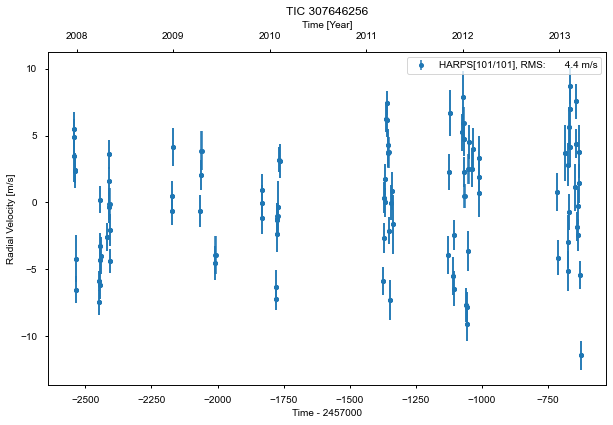 TIC 307646256
Time [Year]
2008 2009 2010 2011 2012 2013
HARPS[101/101], RMS: 4.4 m/s
10
5
0
−5
−10
Radial Velocity [m/s]
−2500 −2250 −2000 −1750 −1500 −1250 −1000 −750
Time - 2457000